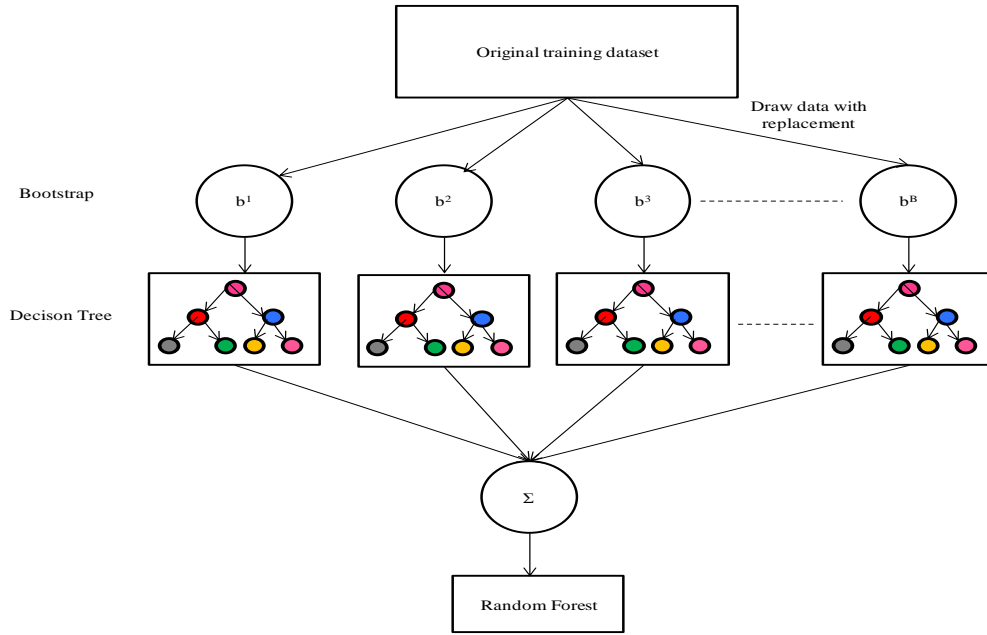 Original training dataset
Draw data with
replacement
Bootstrap
b¹
b²
b³
bᴮ
Decison Tree
Σ
Random Forest